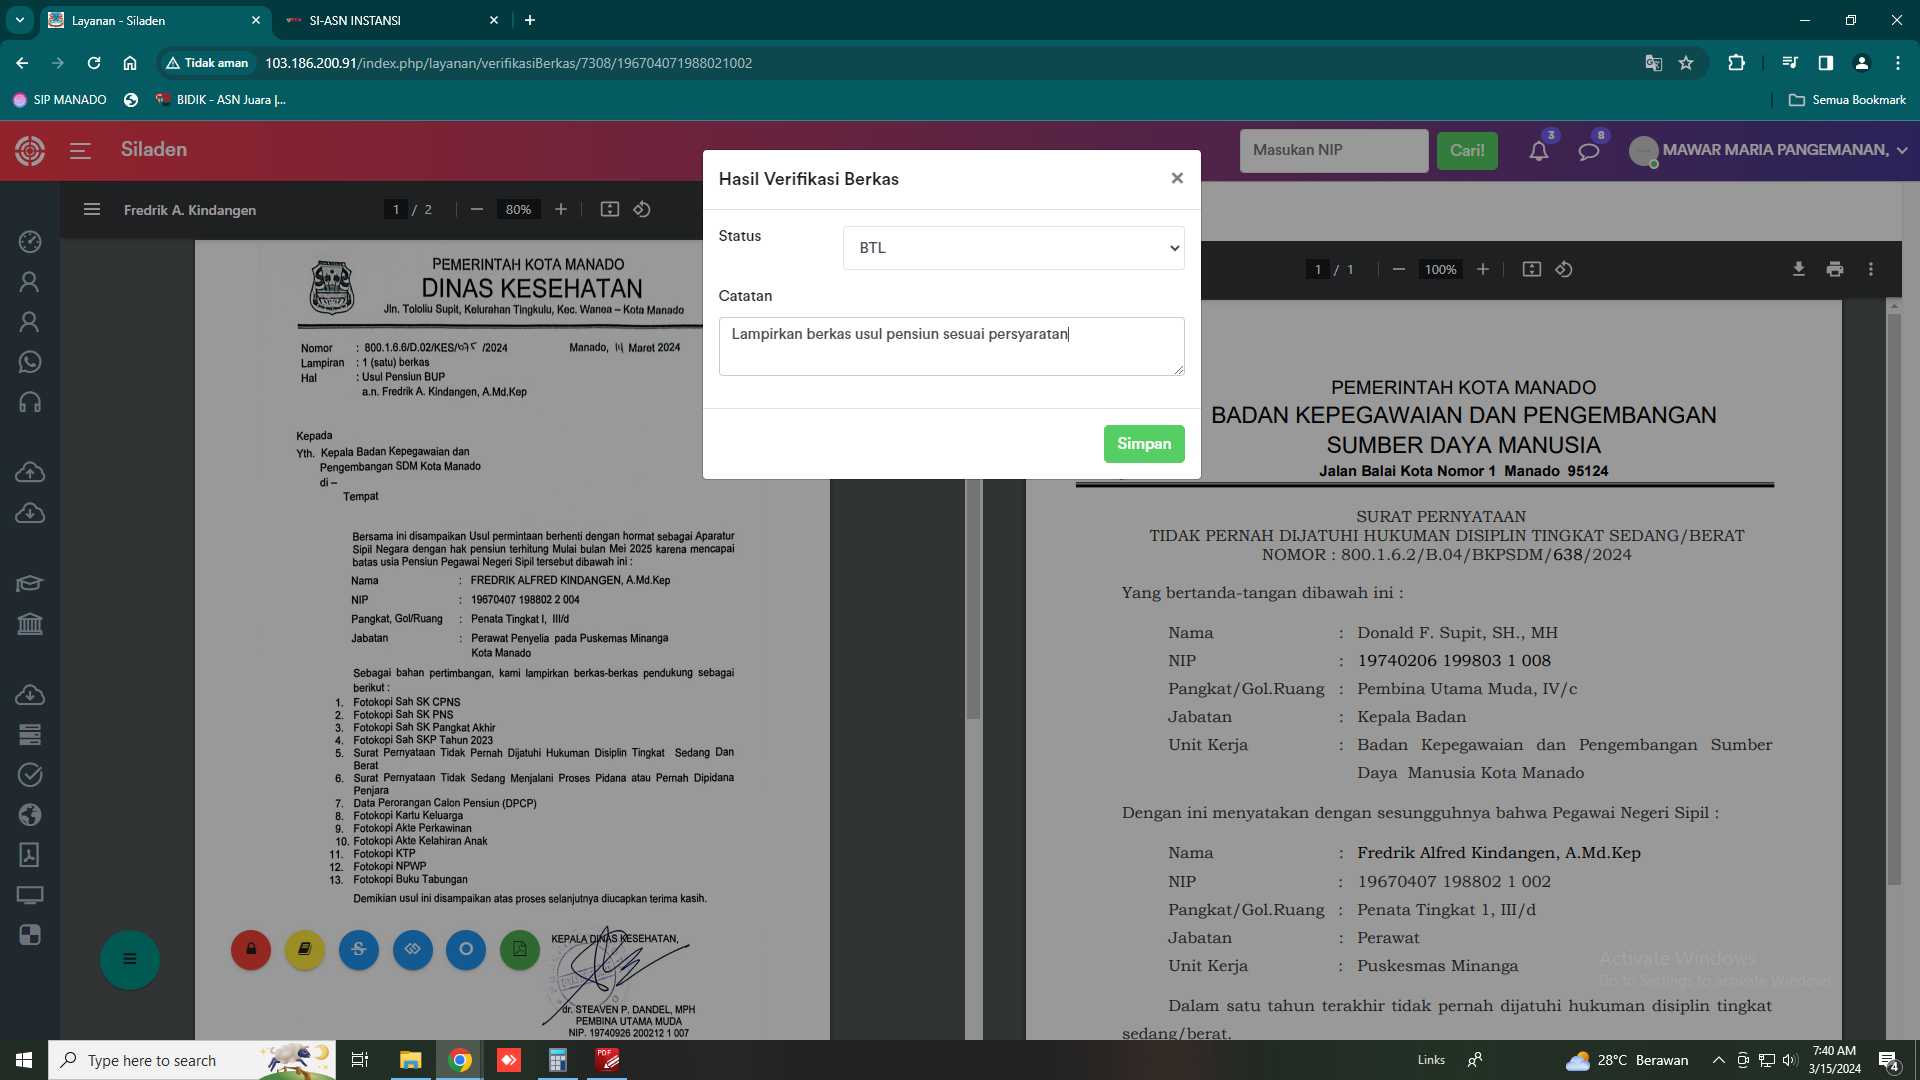 Layanan - Siladen
SI-ASN INSTANSI
Tidak aman
103.186.200.91/index.php/layanan/verifikasiBerkas/7308/196704071988021002
SIP MANADO
BIDIK - ASN Juara |...
Semua Bookmark
Siladen
Masukan NIP
Cari!
3
8
MAWAR MARIA PANGEMANAN,
Hasil Verifikasi Berkas
Status
BTL
Catatan
Lampirkan berkas usul pensiun sesuai persyaratan
Simpan
Fredrik A. Kindangen
1 / 2
80%
PEMERINTAH KOTA MANADO
DINAS KESEHATAN
Jln. Tololiu Supit, Kelurahan Tingkulu, Kec. Wanea – Kota Manado
Nomor : 800.1.6.6/D.02/KES/ /2024 Manado, Maret 2024
Lampiran : 1 (satu) berkas
Hal : Usul Pensiun BUP
a.n. Fredrik A. Kindangen, A.Md.Kep
Kepada
Yth. Kepala Badan Kepegawaian dan
Pengembangan SDM Kota Manado
di –
Tempat
Bersama ini disampaikan Usul permintaan berhenti dengan hormat sebagai Aparatur
Sipil Negara dengan hak pensiun terhitung Mulai bulan Mei 2025 karena mencapai
batas usia Pensiun Pegawai Negeri Sipil tersebut dibawah ini :
Nama : FREDRIK ALFRED KINDANGEN, A.Md.Kep
NIP : 19670407 198802 2 004
Pangkat, Gol/Ruang : Penata Tingkat I, III/d
Jabatan : Perawat Penyelia pada Puskemas Minanga
Kota Manado
Sebagai bahan pertimbangan, kami lampirkan berkas-berkas pendukung sebagai
berikut :
1. Fotokopi Sah SK CPNS
2. Fotokopi Sah SK PNS
3. Fotokopi Sah SK Pangkat Akhir
4. Fotokopi Sah SKP Tahun 2023
5. Surat Pernyataan Tidak Pernah Dijatuhi Hukuman Disiplin Tingkat Sedang Dan
Berat
6. Surat Pernyataan Tidak Sedang Menjalani Proses Pidana atau Pernah Dipidana
Penjara
7. Data Perorangan Calon Pensiun (DPCP)
8. Fotokopi Kartu Keluarga
9. Fotokopi Akte Perkawinan
10. Fotokopi Akte Kelahiran Anak
11. Fotokopi KTP
12. Fotokopi NPWP
13. Fotokopi Buku Tabungan
Demikian usul ini disampaikan atas proses selanjutnya diucapkan terima kasih.
KEPALA DINAS KESEHATAN,
dr. STEAVEN P. DANDEL, MPH
PEMBINA UTAMA MUDA
NIP. 19740926 200212 1 007
1 / 1
100%
PEMERINTAH KOTA MANADO
BADAN KEPEGAWAIAN DAN PENGEMBANGAN
SUMBER DAYA MANUSIA
Jalan Balai Kota Nomor 1 Manado 95124
SURAT PERNYATAAN
TIDAK PERNAH DIJATUHI HUKUMAN DISIPLIN TINGKAT SEDANG/BERAT
NOMOR : 800.1.6.2/B.04/BKPSDM/638/2024
Yang bertanda-tangan dibawah ini :
Nama : Donald F. Supit, SH., MH
NIP : 19740206 199803 1 008
Pangkat/Gol.Ruang : Pembina Utama Muda, IV/c
Jabatan : Kepala Badan
Unit Kerja : Badan Kepegawaian dan Pengembangan Sumber
Daya Manusia Kota Manado
Dengan ini menyatakan dengan sesungguhnya bahwa Pegawai Negeri Sipil :
Nama : Fredrik Alfred Kindangen, A.Md.Kep
NIP : 19670407 198802 1 002
Pangkat/Gol.Ruang : Penata Tingkat 1, III/d
Jabatan : Perawat
Unit Kerja : Puskesmas Minanga
Dalam satu tahun terakhir tidak pernah dijatuhi hukuman disiplin tingkat
sedang/berat.
Activate Windows
Go to Settings to activate Windows.
Type here to search
Links
28°C Berawan
7:40 AM
3/15/2024
4